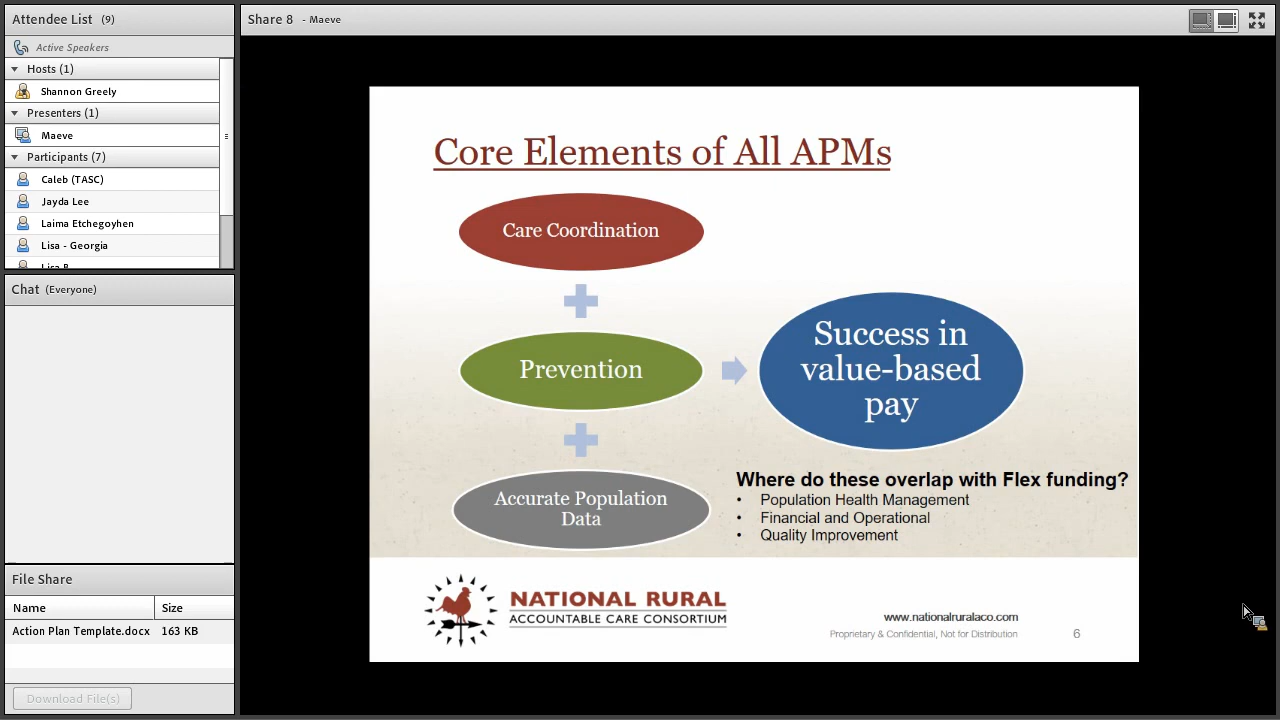 Attendee List (9)
Active Speakers
Hosts (1)
Shannon Greely
Presenters (1)
Maeve
Participants (7)
Caleb (TASC)
Jayda Lee
Laima Etchegoyhen
Lisa - Georgia
Lisa B
Chat (Everyone)
File Share
Name Size
Action Plan Template.docx 163 KB
Download File(s)
Share 8 - Maeve
Core Elements of All APMs
Care Coordination
Prevention
Accurate Population
Data
Success in
value-based
pay
Where do these overlap with Flex funding?
• Population Health Management
• Financial and Operational
• Quality Improvement
NATIONAL RURAL
ACCOUNTABLE CARE CONSORTIUM
www.nationalruralaco.com
Proprietary & Confidential, Not for Distribution
6